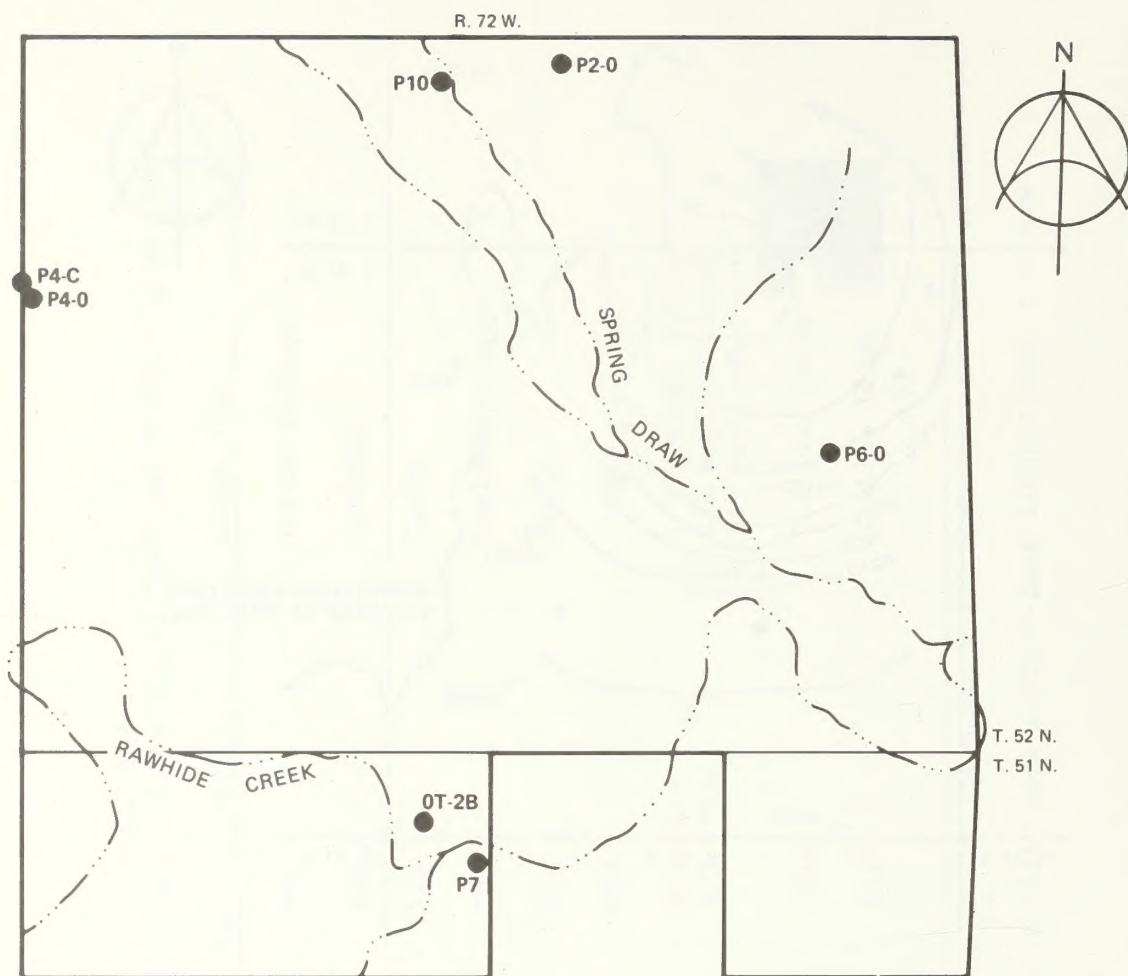 R. 72 W.
N
P10
P2-0
P4-C
P4-0
SPRING
DRAW
P6-0
T. 52 N.
T. 51 N.
RAWHIDE CREEK
0T-2B
P7